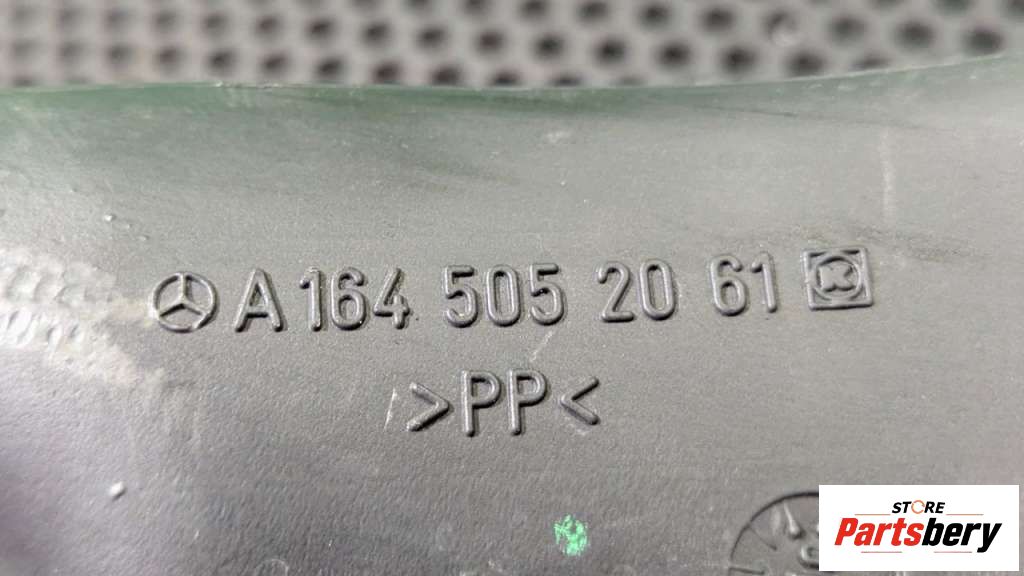 A 164 505 20 61
>PP<
STORE
Partsbery